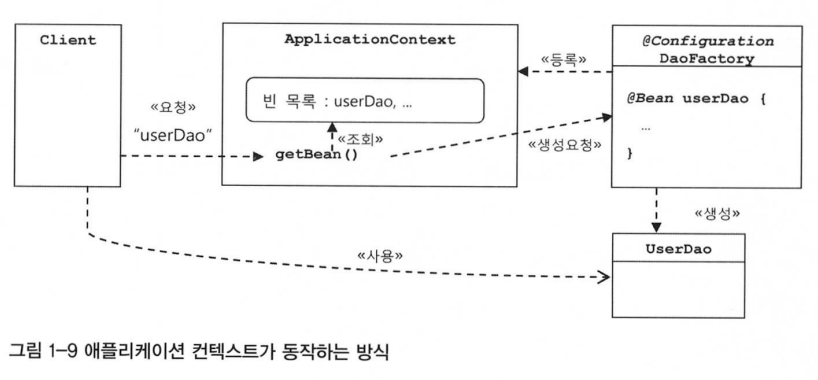 Client
ApplicationContext
@Configuration
DaoFactory
«등록»
@Bean userDao {
...
}
빈 목록 : userDao, ...
«요청»
"userDao"
«조회»
getBean()
«생성요청»
«생성»
UserDao
«사용»
그림 1-9 애플리케이션 컨텍스트가 동작하는 방식